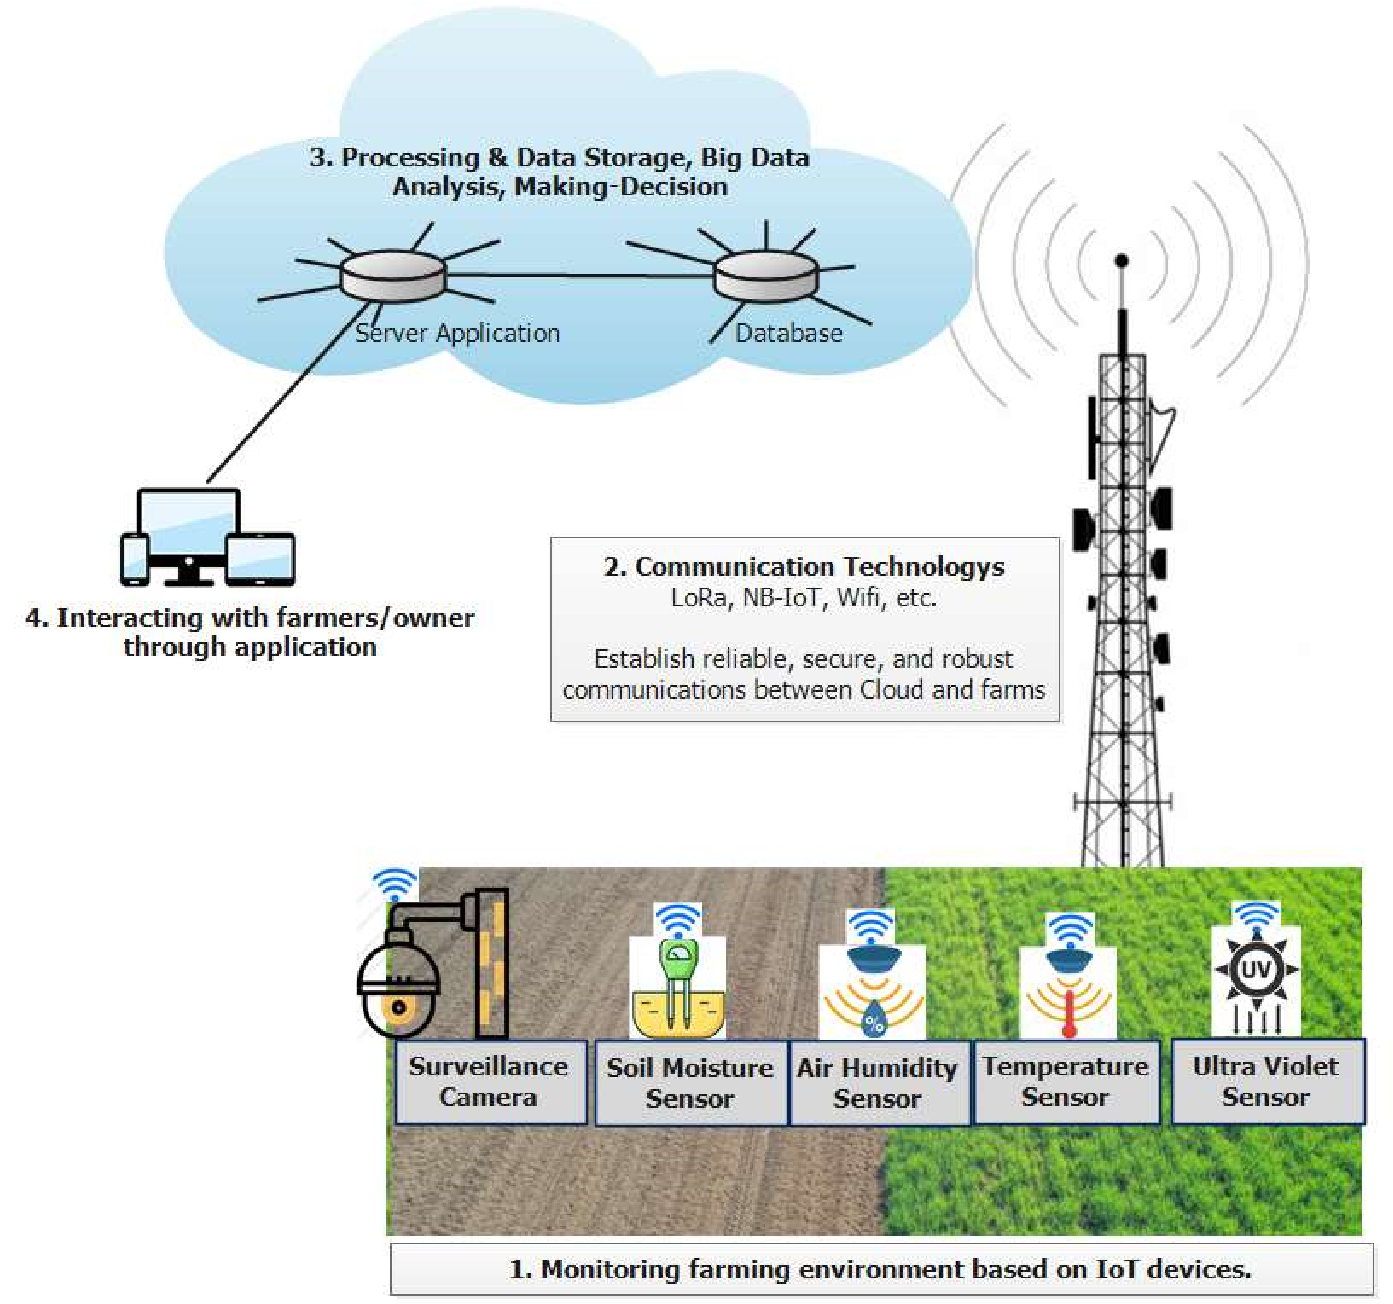 3. Processing & Data Storage, Big Data
Analysis, Making-Decision
Server Application
Database
4. Interacting with farmers/owner
through application
2. Communication Technologys
LoRa, NB-IoT, Wifi, etc.
Establish reliable, secure, and robust
communications between Cloud and farms
%
UV
Surveillance
Camera
Soil Moisture
Sensor
Air Humidity
Sensor
Temperature
Sensor
Ultra Violet
Sensor
1. Monitoring farming environment based on IoT devices.